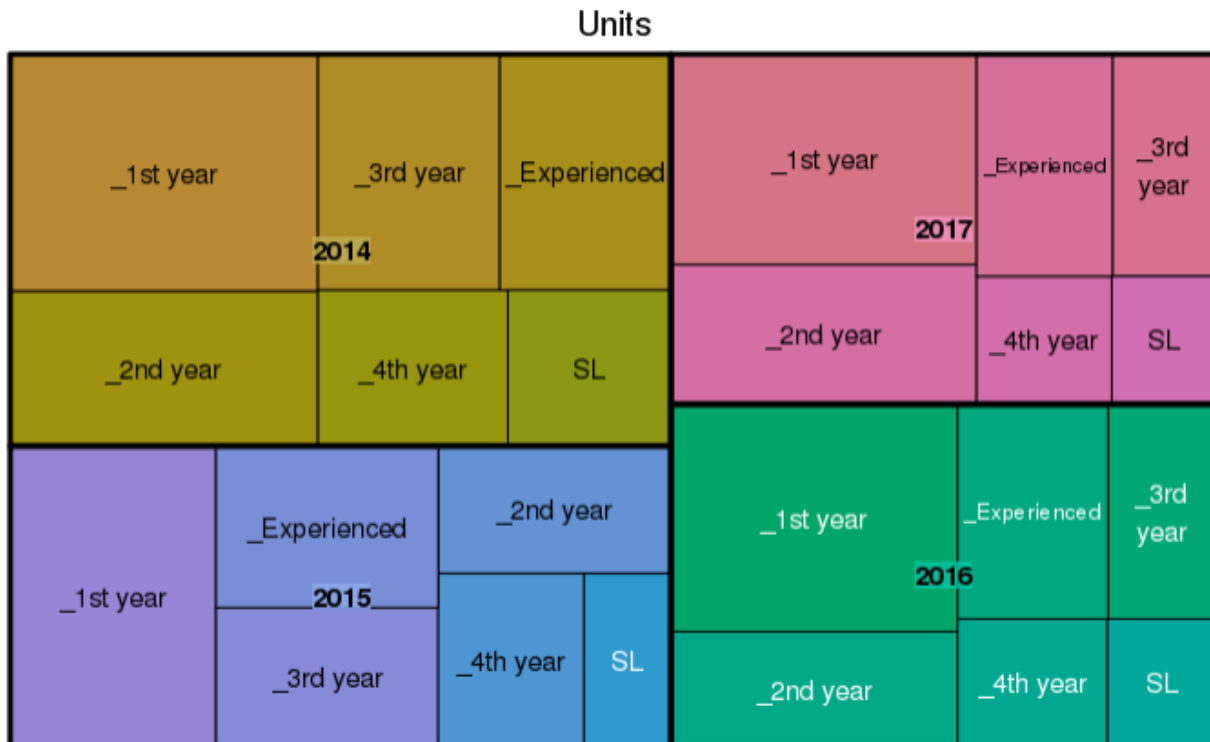 Units
_1st year
_3rd year
_Experienced
2014
_2nd year
_4th year
SL
_1st year
_Experienced
_3rd
year
2017
_2nd year
_4th year
SL
_1st year
_Experienced
2015
_3rd year
_2nd year
_4th year
SL
_1st year
_Experienced
_3rd
year
2016
_2nd year
_4th year
SL